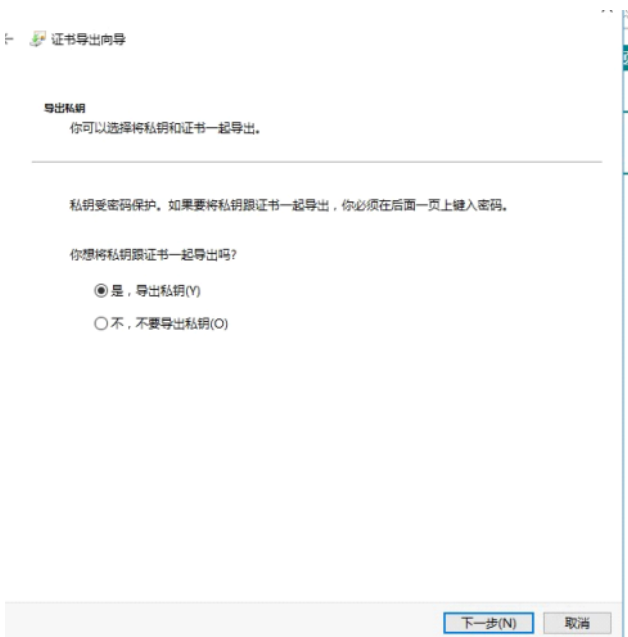 证书导出向导
导出私钥
你可以选择将私钥和证书一起导出。
私钥受密码保护。如果要将私钥跟证书一起导出，你必须在后面一页上键入密码。
你想将私钥跟证书一起导出吗?
是，导出私钥(Y)
不，不要导出私钥(O)
下一步(N)
取消